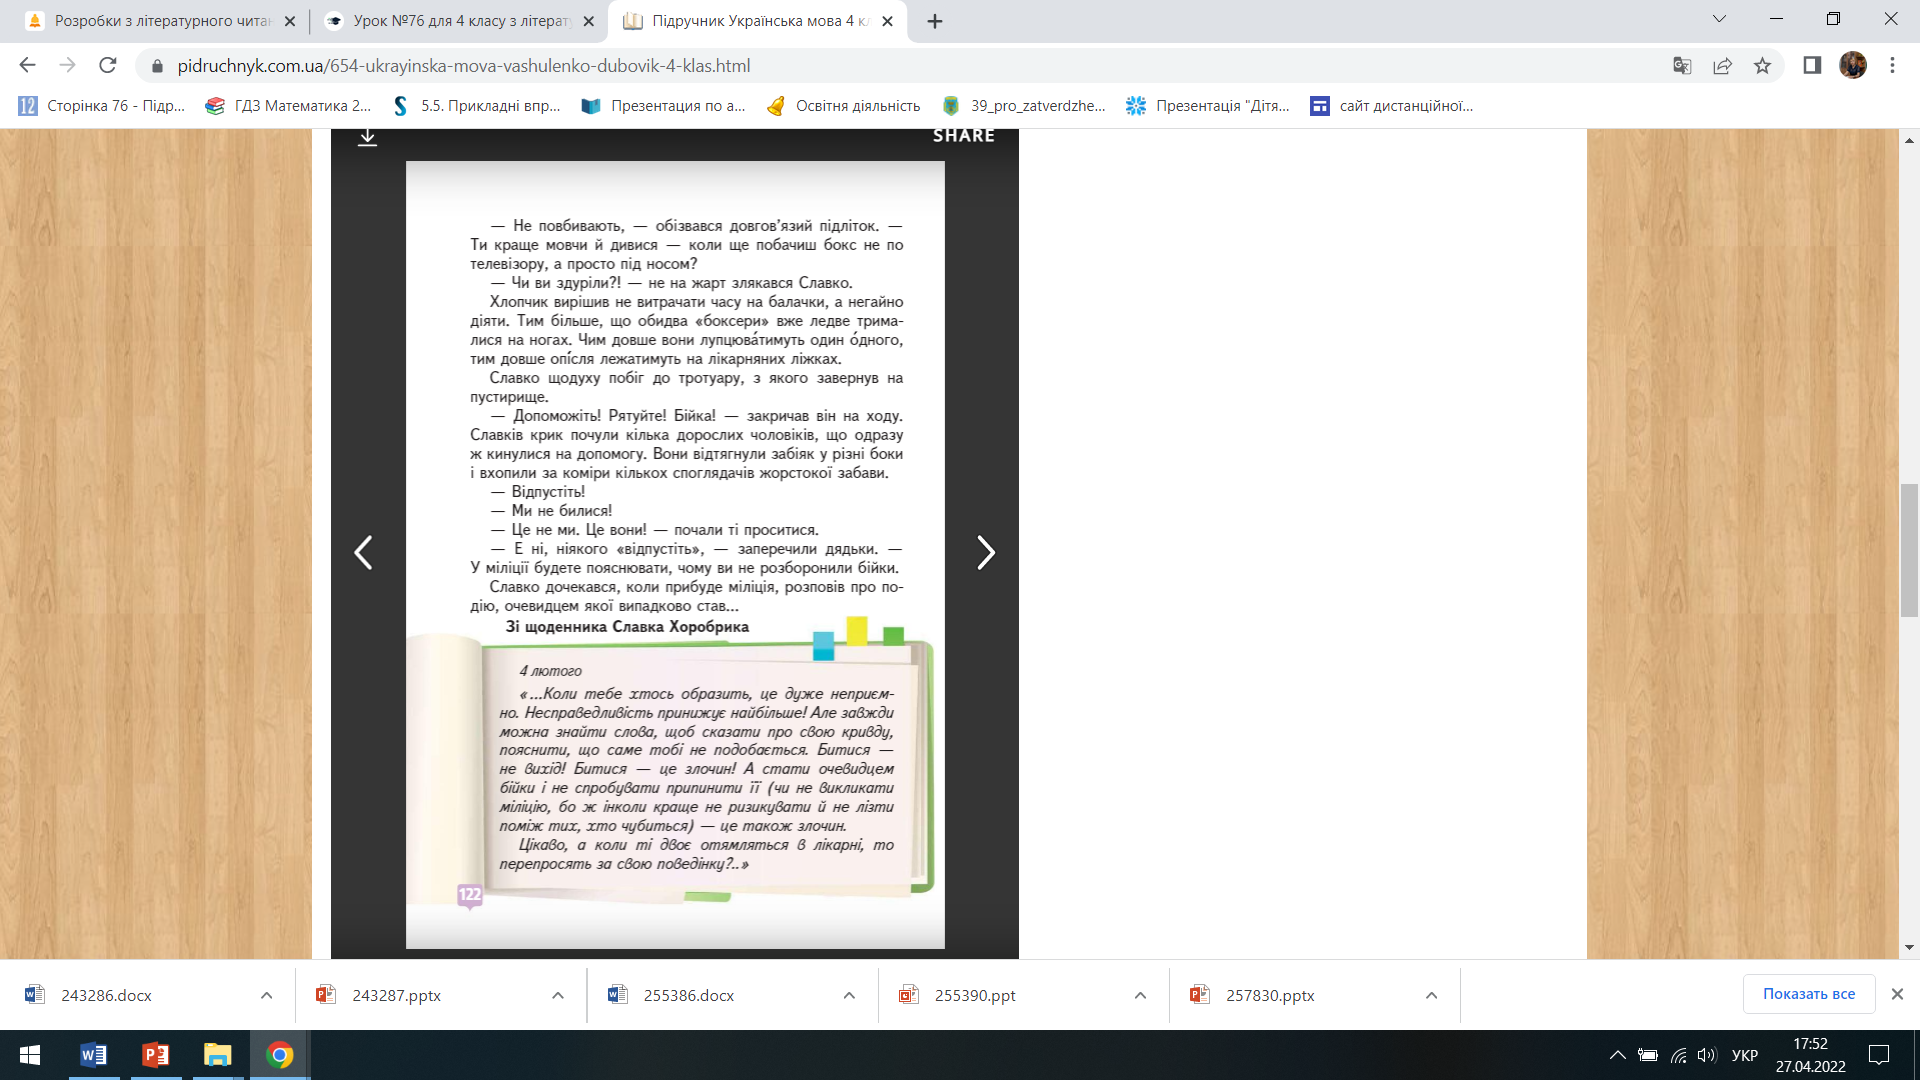 Розробки з літературного читан
Урок №76 для 4 класу з літерату
Підручник Українська мова 4 кл
pidruchnyk.com.ua/654-ukrayinska-mova-vashulenko-dubovik-4-klas.html
12 Сторінка 76 - Підр...
ГДЗ Математика 2...
5.5. Прикладні впр...
Презентация по а...
Освітня діяльність
39_pro_zatverdzhe...
Презентація "Дітя...
сайт дистанційної...
SHARE
— Не повбивають, — обізвався довгов’язий підліток. —
Ти краще мовчи й дивися — коли ще побачиш бокс не по
телевізору, а просто під носом?
— Чи ви здуріли?! — не на жарт злякався Славко.
Хлопчик вирішив не витрачати часу на балачки, а негайно
діяти. Тим більше, що обидва «боксери» вже ледве трима-
лися на ногах. Чим довше вони лупцюва́тимуть один о́дного,
тим довше опі́сля лежатимуть на лікарняних ліжках.
Славко щодуху побіг до тротуару, з якого завернув на
пустирище.
— Допоможіть! Рятуйте! Бійка! — закричав він на ходу.
Славків крик почули кілька дорослих чоловіків, що одразу
ж кинулися на допомогу. Вони відтягнули забіяк у різні боки
і вхопили за коміри кількох споглядачів жорстокої забави.
— Відпустіть!
— Ми не билися!
— Це не ми. Це вони! — почали ті проситися.
— Е ні, ніякого «відпустіть», — заперечили дядьки. —
У міліції будете пояснювати, чому ви не розборонили бійки.
Славко дочекався, коли прибуде міліція, розповів про по-
дію, очевидцем якої випадково став...
Зі щоденника Славка Хоробрика
4 лютого
«...Коли тебе хтось образить, це дуже неприєм-
но. Несправедливість принижує найбільше! Але завжди
можна знайти слова, щоб сказати про свою кривду,
пояснити, що саме тобі не подобається. Битися —
не вихід! Битися — це злочин! А стати очевидцем
бійки і не спробувати припинити її (чи не викликати
міліцію, бо ж інколи краще не ризикувати й не лізти
поміж тих, хто чубиться) — це також злочин.
Цікаво, а коли ті двоє отямляться в лікарні, то
перепросять за свою поведінку?..»
122
243286.docx
243287.pptx
255386.docx
255390.ppt
257830.pptx
Показать все
УКР
17:52
27.04.2022